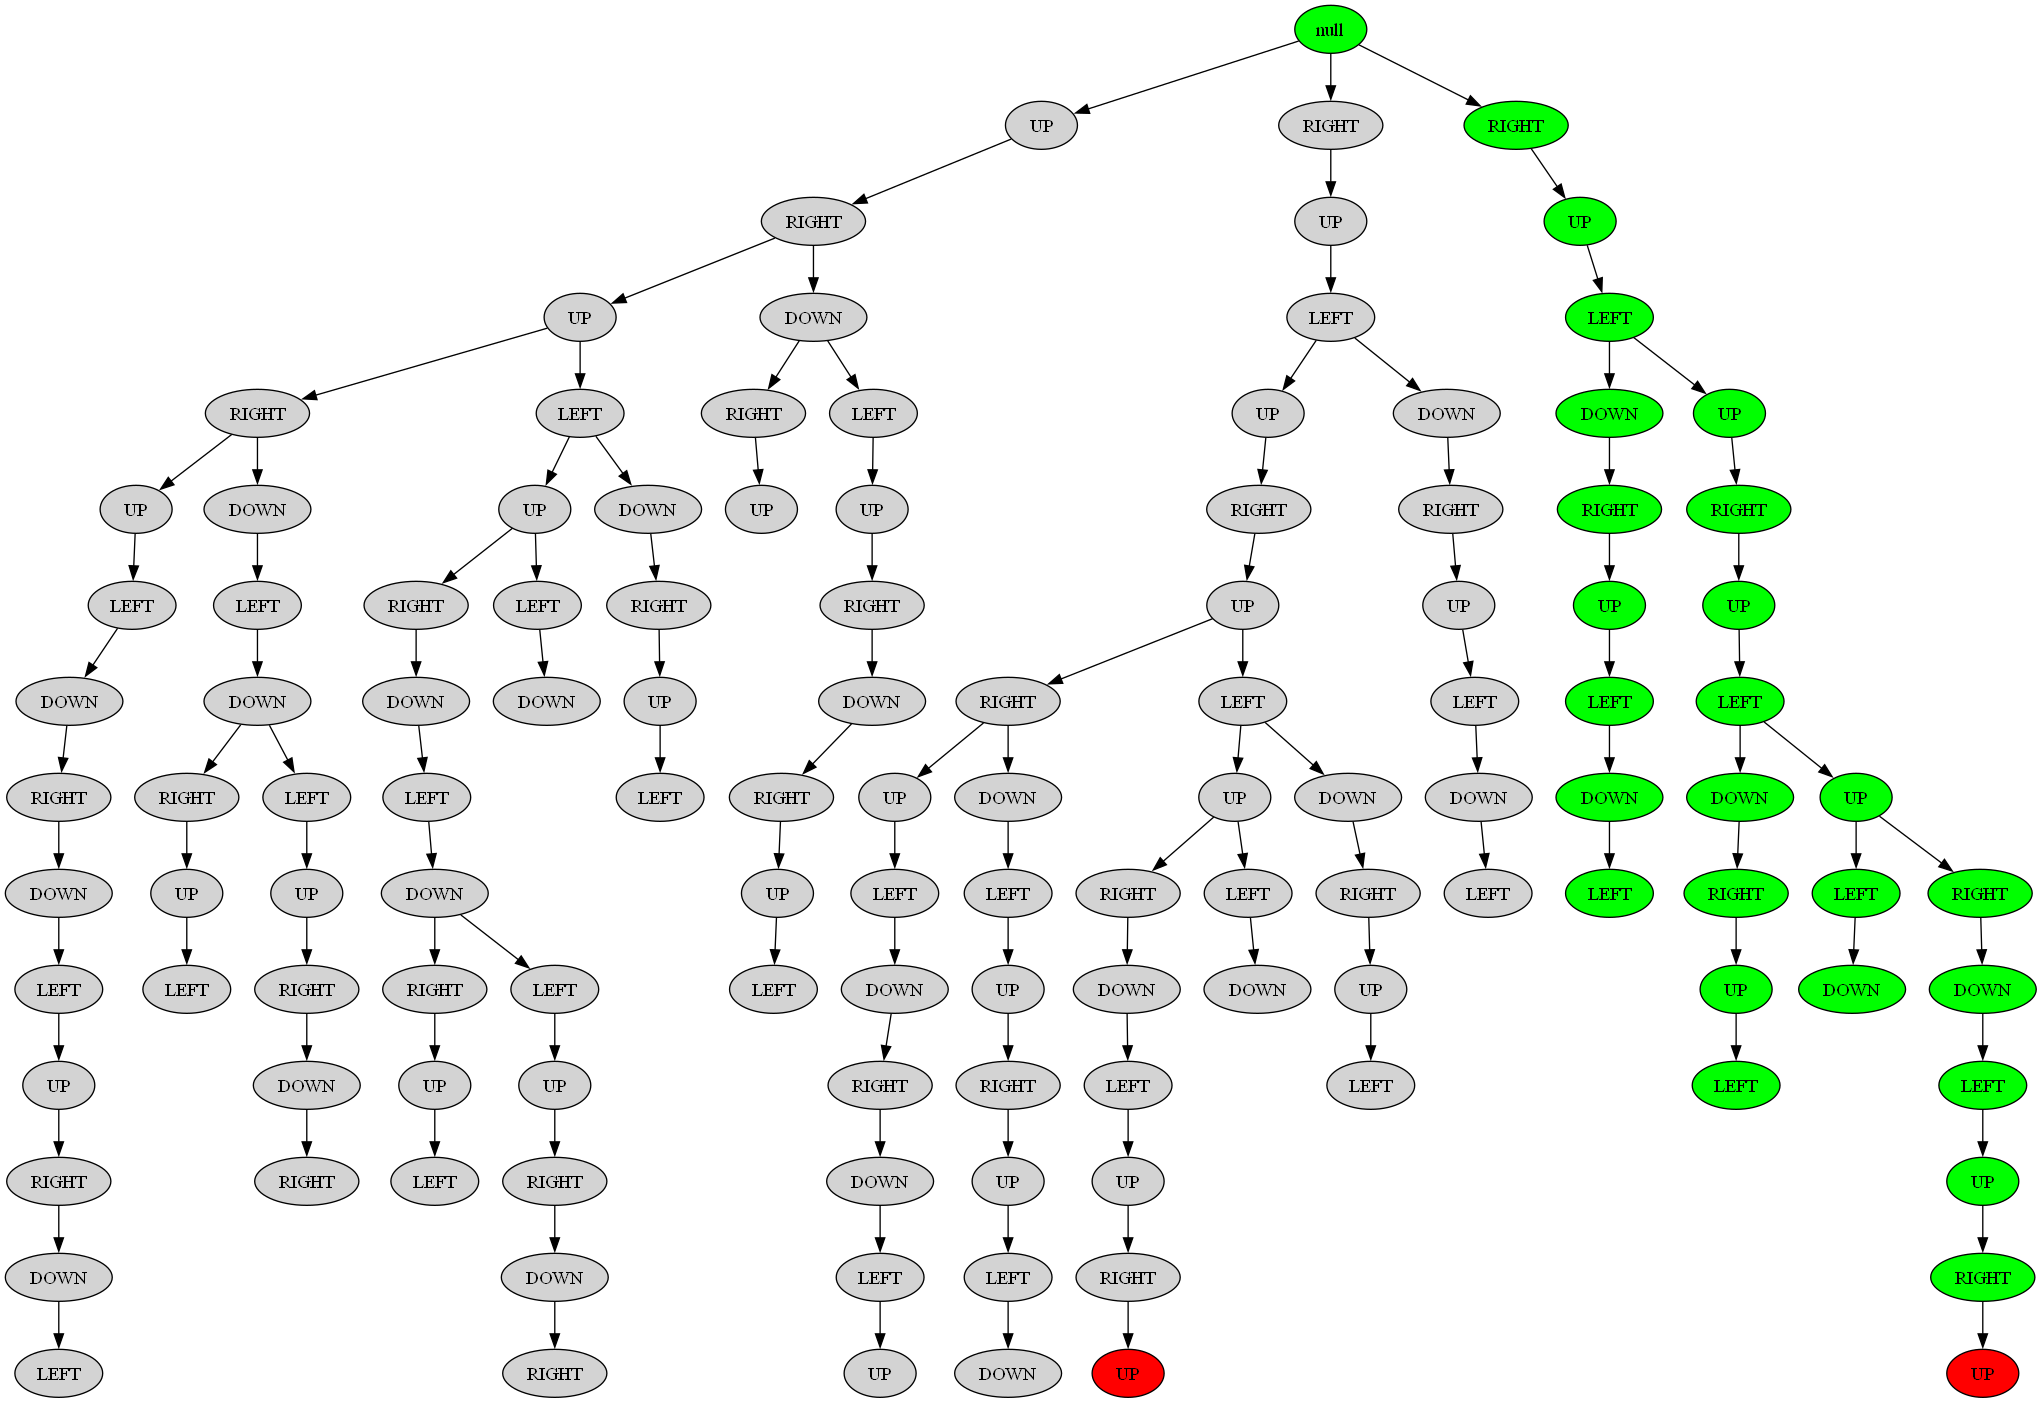 null
UP RIGHT RIGHT
RIGHT UP UP
UP DOWN LEFT LEFT
RIGHT LEFT RIGHT LEFT UP DOWN DOWN UP
UP DOWN UP DOWN UP UP RIGHT RIGHT RIGHT RIGHT
LEFT LEFT RIGHT LEFT RIGHT RIGHT UP UP UP UP
DOWN DOWN DOWN DOWN UP DOWN RIGHT LEFT LEFT LEFT LEFT
RIGHT RIGHT LEFT LEFT LEFT RIGHT UP DOWN UP DOWN DOWN DOWN DOWN UP
DOWN UP UP DOWN UP LEFT LEFT RIGHT LEFT RIGHT LEFT LEFT RIGHT LEFT RIGHT
LEFT LEFT RIGHT RIGHT LEFT LEFT DOWN UP DOWN DOWN UP UP DOWN DOWN
UP DOWN UP UP RIGHT RIGHT LEFT LEFT LEFT LEFT
RIGHT RIGHT LEFT RIGHT DOWN UP UP UP
DOWN DOWN LEFT LEFT RIGHT RIGHT
LEFT RIGHT UP DOWN UP UP